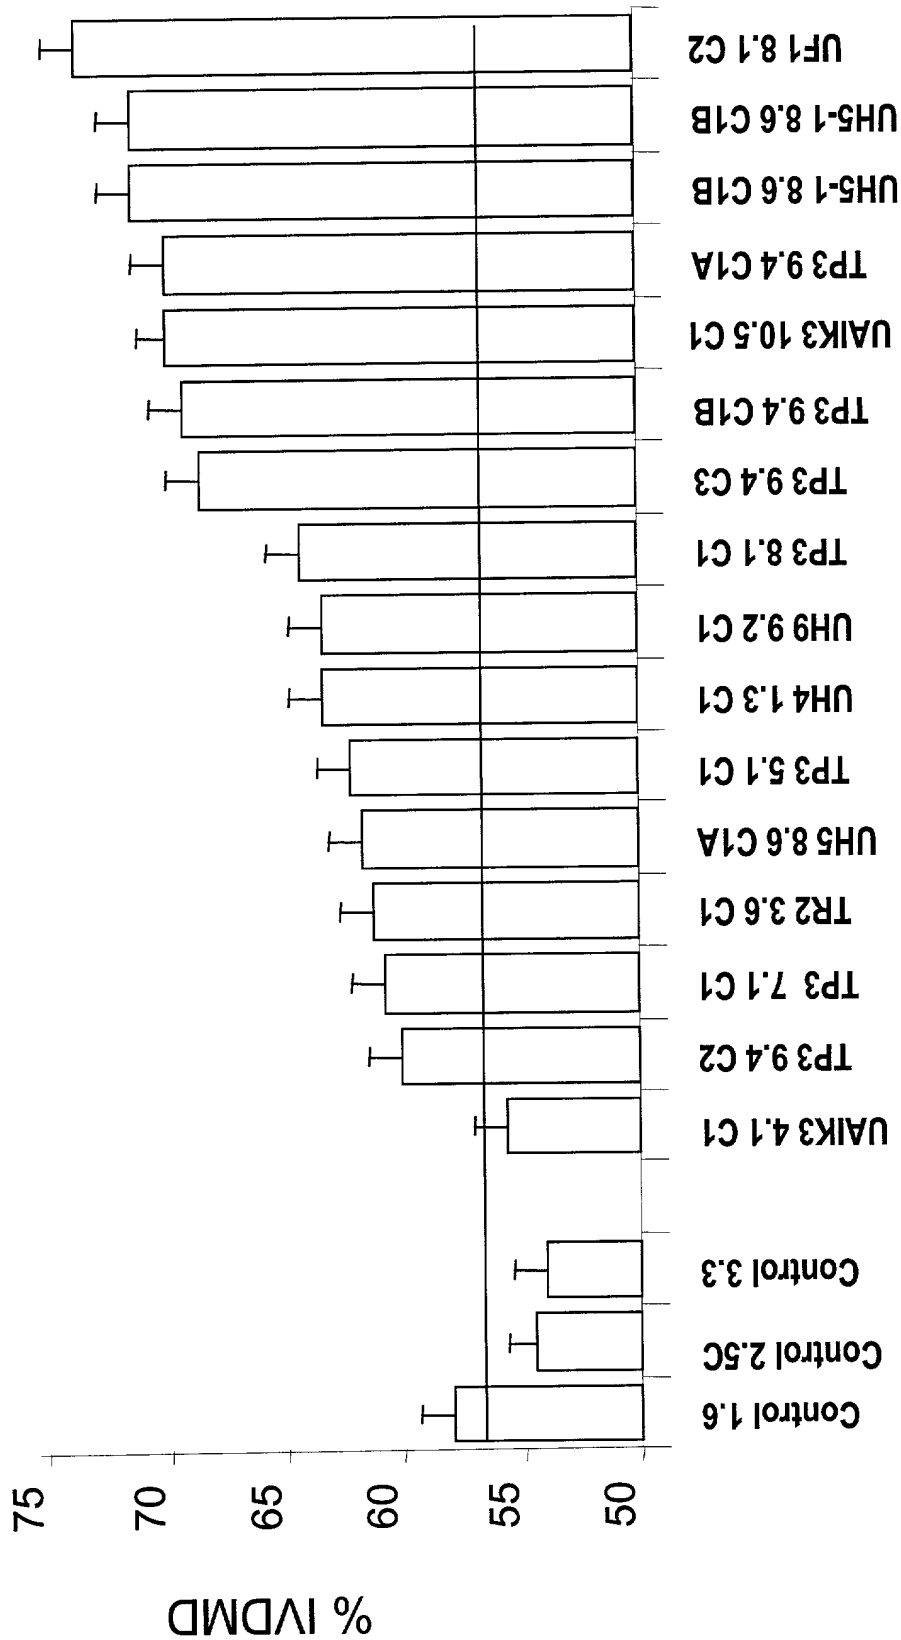 % IVDMD
75
70
65
60
55
50
Control 1.6
Control 2.5C
Control 3.3
UAIK3 4.1 C1
TP3 9.4 C2
TP3 7.1 C1
TR2 3.6 C1
UH5 8.6 C1A
TP3 5.1 C1
UH4 1.3 C1
UH9 9.2 C1
TP3 8.1 C1
TP3 9.4 C3
TP3 9.4 C1B
UAIK3 10.5 C1
TP3 9.4 C1A
UH5-1 8.6 C1B
UH5-1 8.6 C1B
UF1 8.1 C2